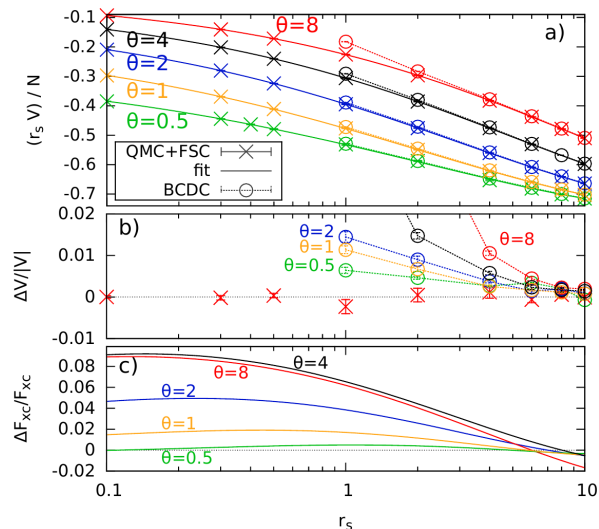 -0.1
-0.2
-0.3
-0.4
-0.5
-0.6
-0.7
(r_s V) / N
θ=8
a)
θ=4
θ=2
θ=1
θ=0.5
QMC+FSC
fit
BCDC
0.02
0.01
0
-0.01
ΔV/|V|
b)
θ=2
θ=1
θ=0.5
θ=8
0.08
0.06
0.04
0.02
0
-0.02
ΔF_xc/F_xc
c)
θ=4
θ=8
θ=2
θ=1
θ=0.5
0.1 1 10
r_s